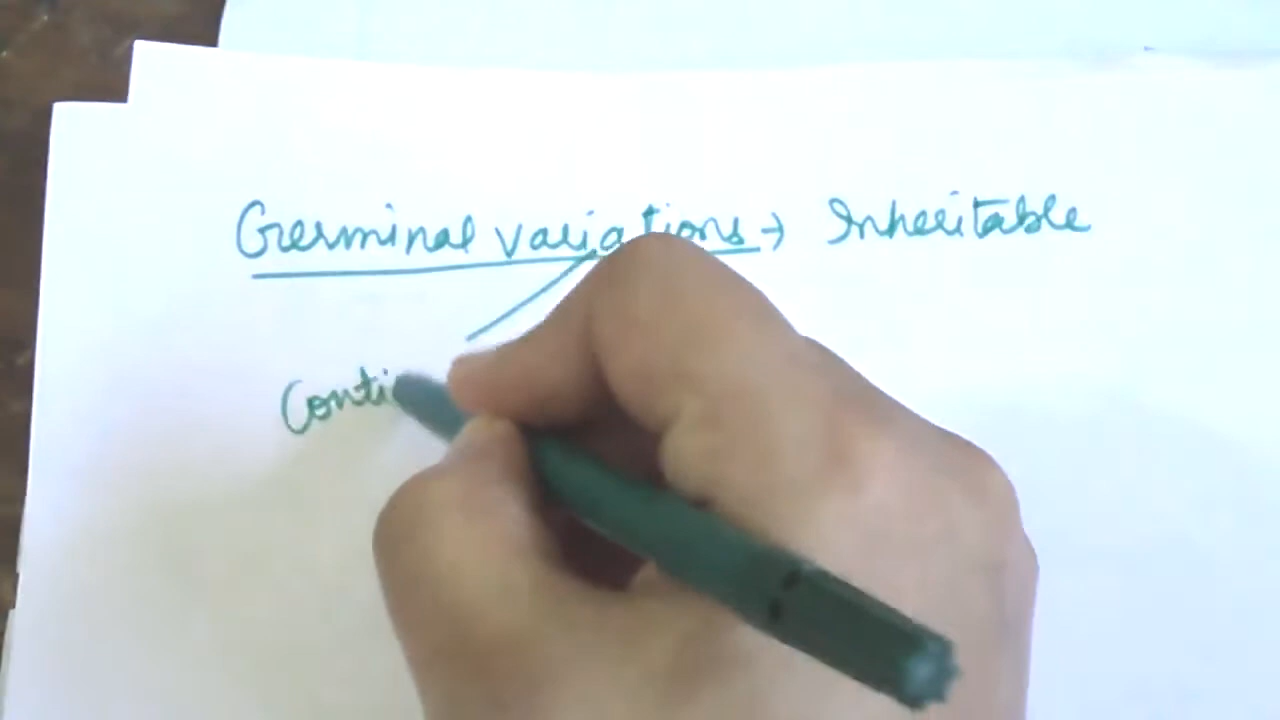 Germinal variations → Inheritable
Conti